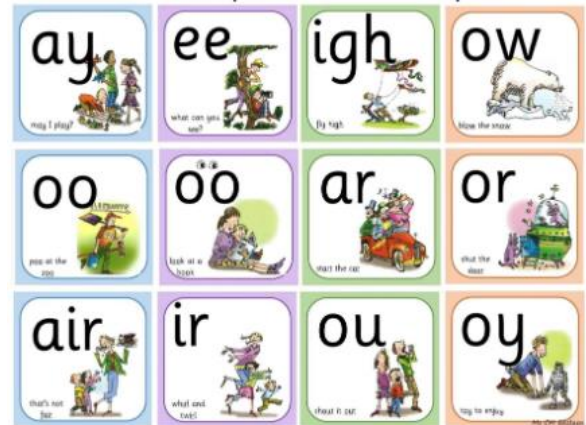 ay
may I play?
ee
what can you
see?
igh
fly high
ow
blow the snow
oo
poo at the
zoo
oo
look at a
book
ar
start the car
or
shut the
door
air
that's not
fair
ir
whirl and
twirl
ou
shout it out
oy
toy to enjoy